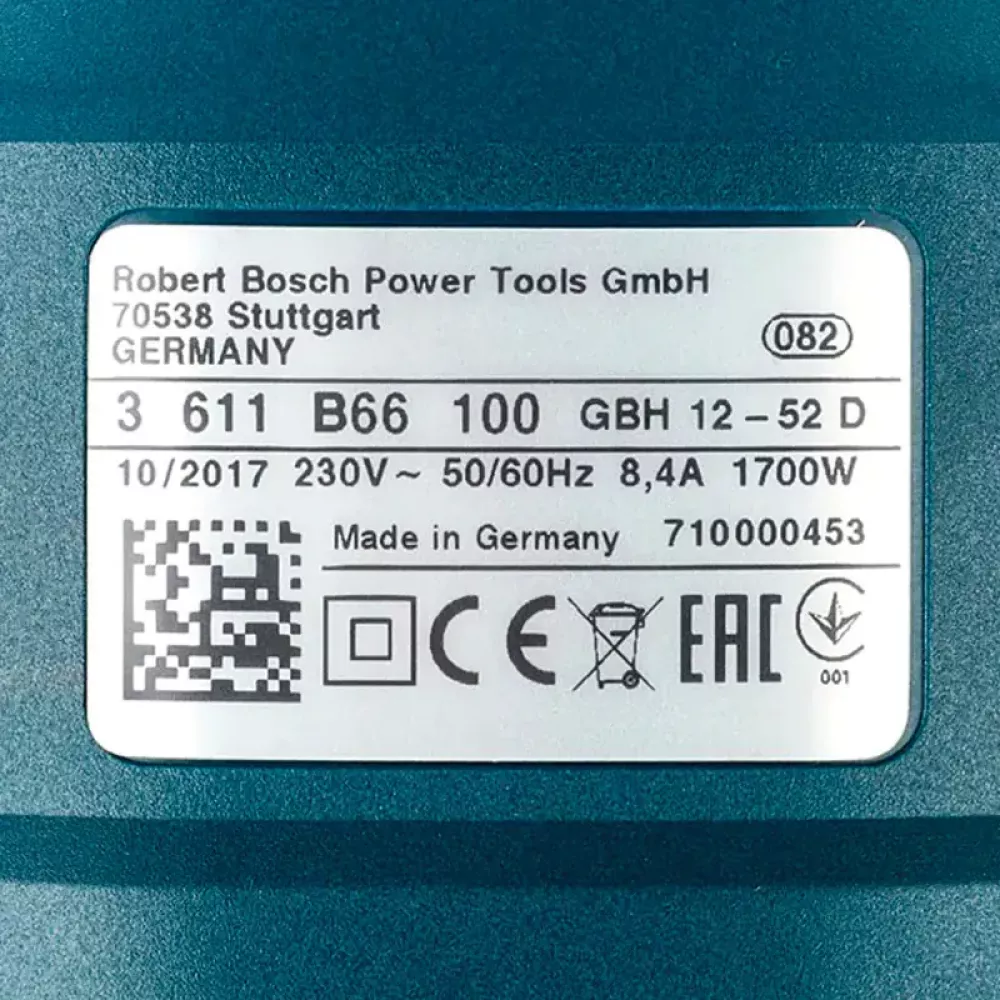 Robert Bosch Power Tools GmbH
70538 Stuttgart
GERMANY
082
3 611 B66 100 GBH 12 – 52 D
10/2017 230V ~ 50/60Hz 8,4A 1700W
Made in Germany 710000453
CE EAC
001